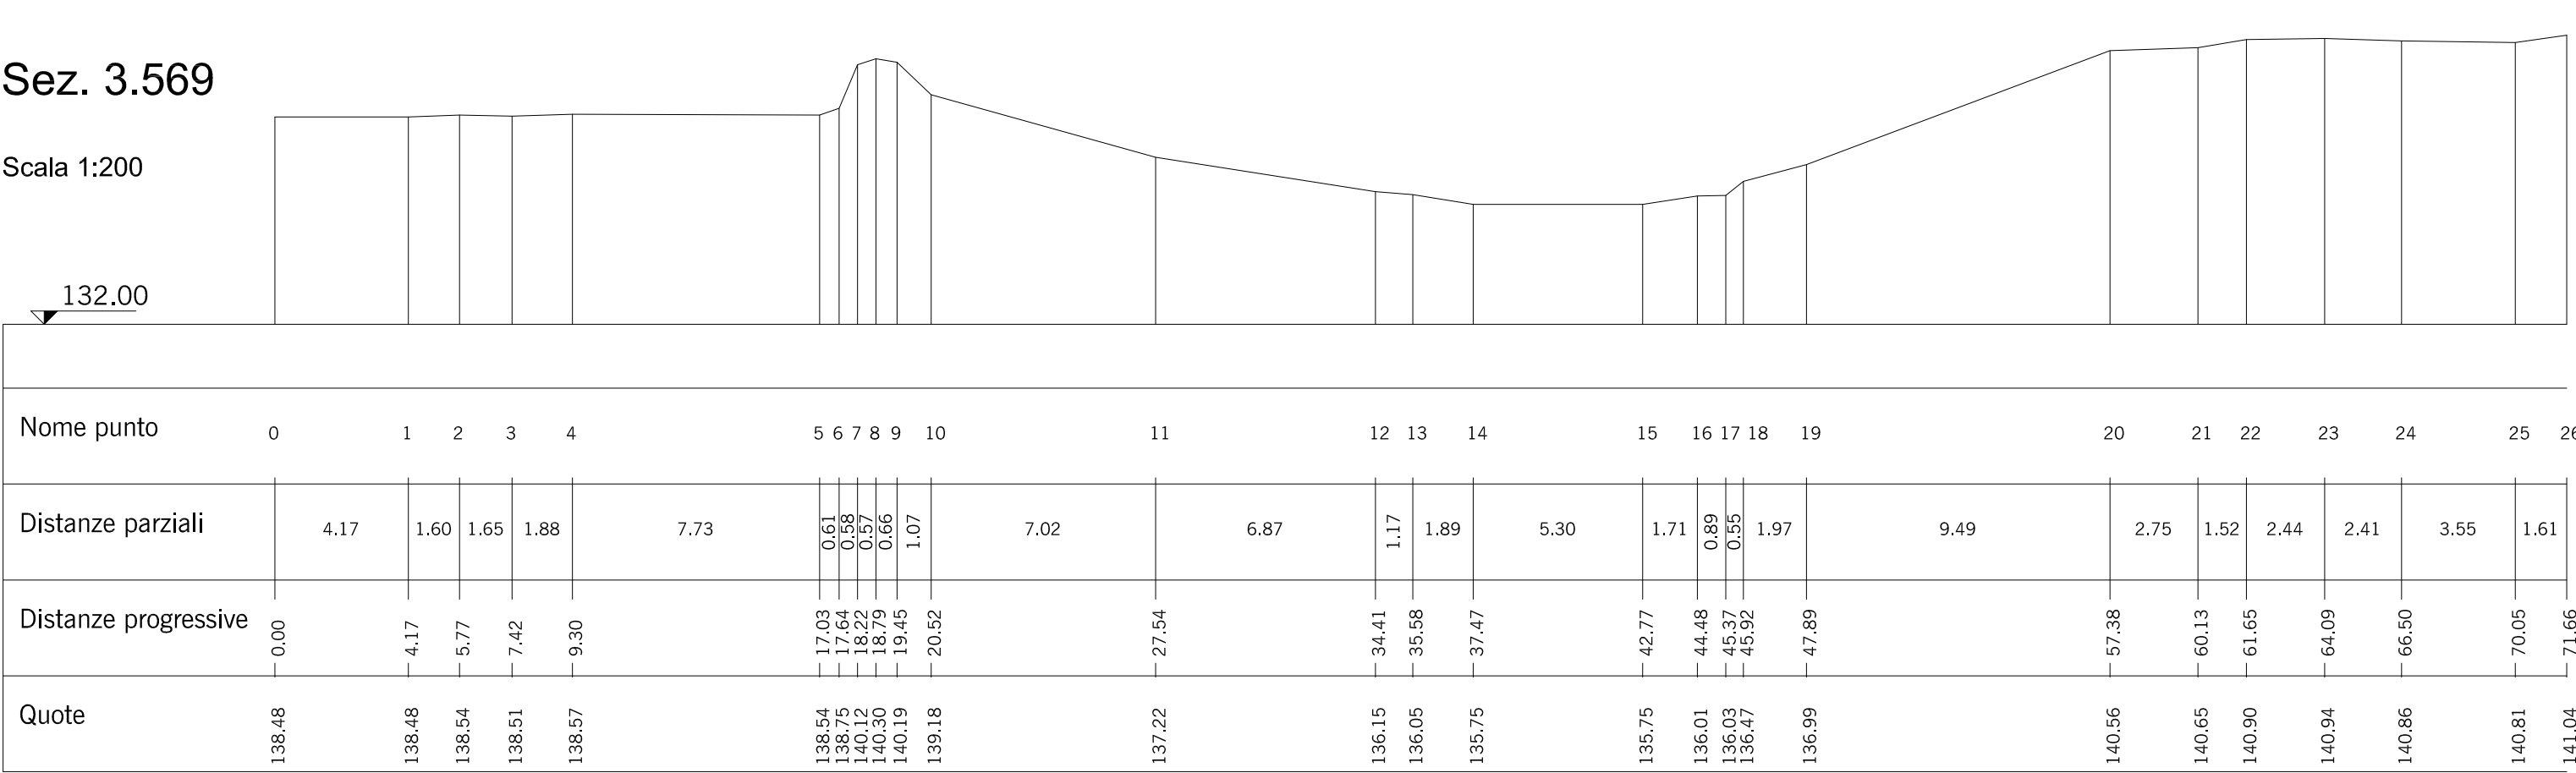 Sez. 3.569
Scala 1:200
132.00
Nome punto 0 1 2 3 4 5 6 7 8 9 10 11 12 13 14 15 16 17 18 19 20 21 22 23 24 25 26
Distanze parziali 4.17 1.60 1.65 1.88 7.73 0.61 0.58 0.57 0.66 1.07 7.02 6.87 1.17 1.89 5.30 1.71 0.89 0.55 1.97 9.49 2.75 1.52 2.44 2.41 3.55 1.61
Distanze progressive 0.00 4.17 5.77 7.42 9.30 17.03 17.64 18.22 18.79 19.45 20.52 27.54 34.41 35.58 37.47 42.77 44.48 45.37 45.92 47.89 57.38 60.13 61.65 64.09 66.50 70.05 71.66
Quote 138.48 138.48 138.54 138.51 138.57 138.54 138.75 140.12 140.30 140.19 139.18 137.22 136.15 136.05 135.75 135.75 136.01 136.03 136.47 136.99 140.56 140.65 140.90 140.94 140.86 140.81 141.04